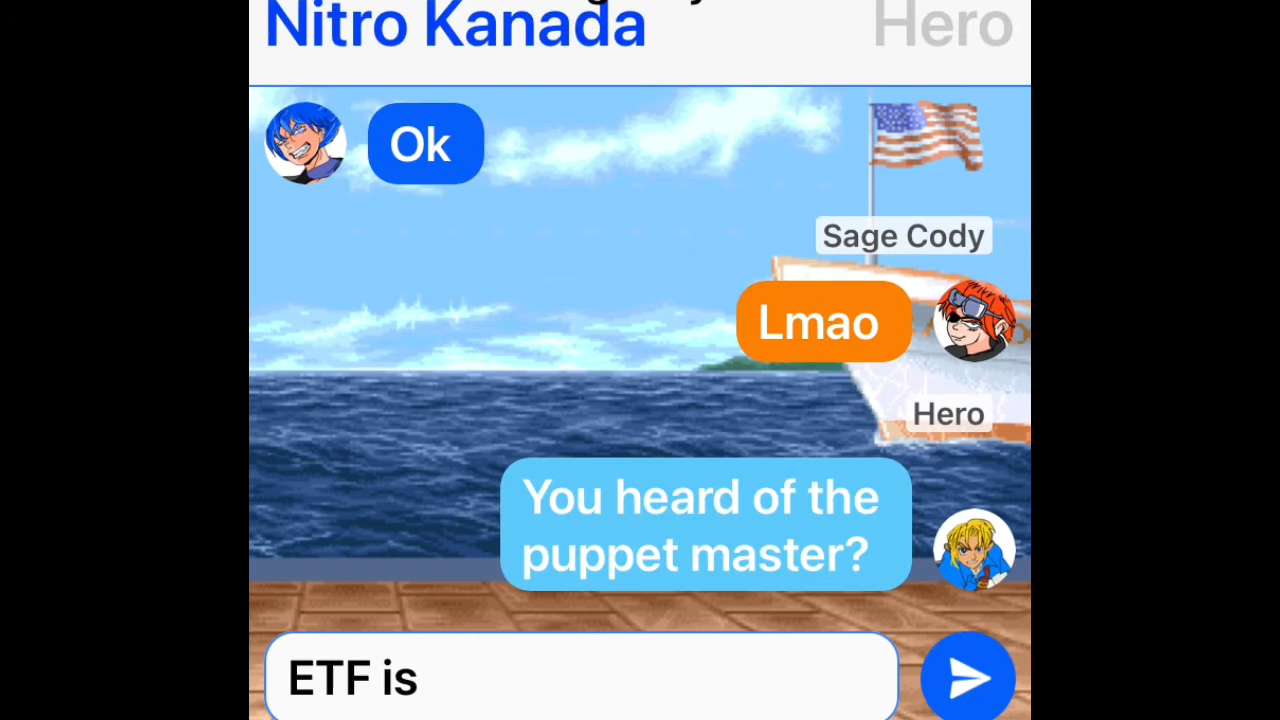 Nitro Kanada Hero
Ok
Sage Cody
Lmao
Hero
You heard of the
puppet master?
ETF is